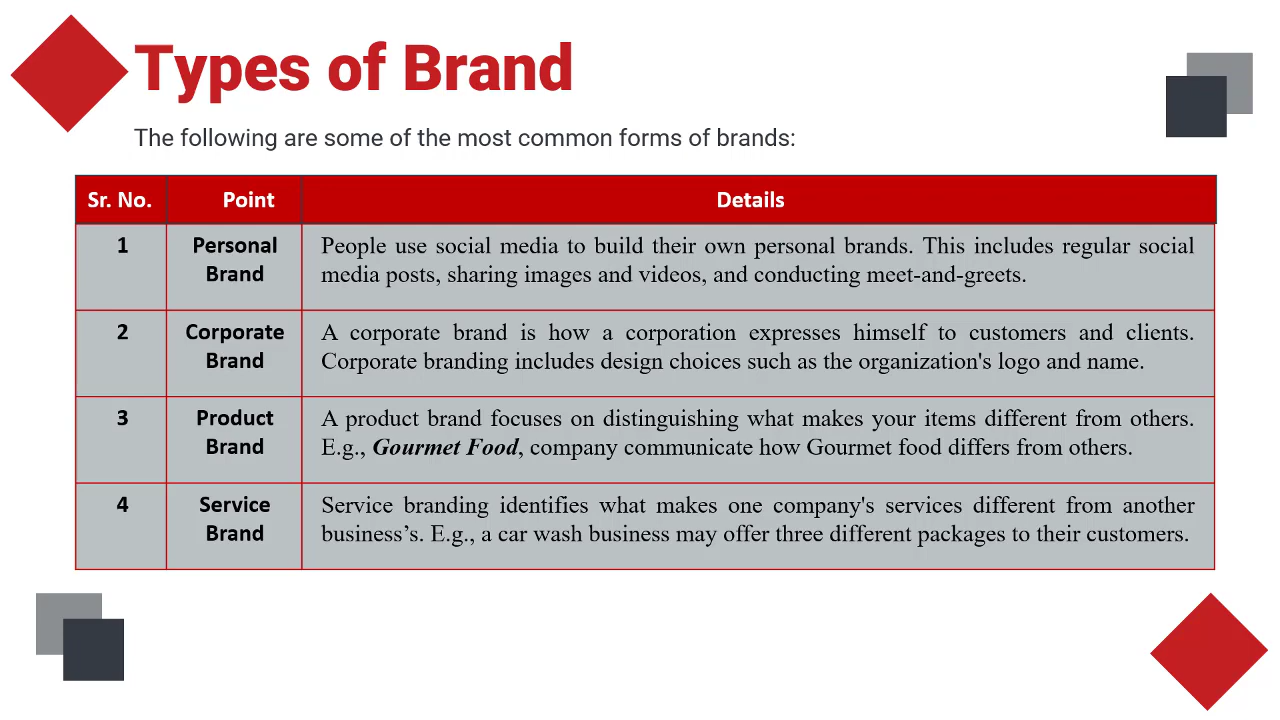 Types of Brand
The following are some of the most common forms of brands:
Sr. No. Point Details
1 Personal Brand People use social media to build their own personal brands. This includes regular social
media posts, sharing images and videos, and conducting meet-and-greets.
2 Corporate Brand A corporate brand is how a corporation expresses himself to customers and clients.
Corporate branding includes design choices such as the organization's logo and name.
3 Product Brand A product brand focuses on distinguishing what makes your items different from others.
E.g., Gourmet Food, company communicate how Gourmet food differs from others.
4 Service Brand Service branding identifies what makes one company's services different from another
business’s. E.g., a car wash business may offer three different packages to their customers.